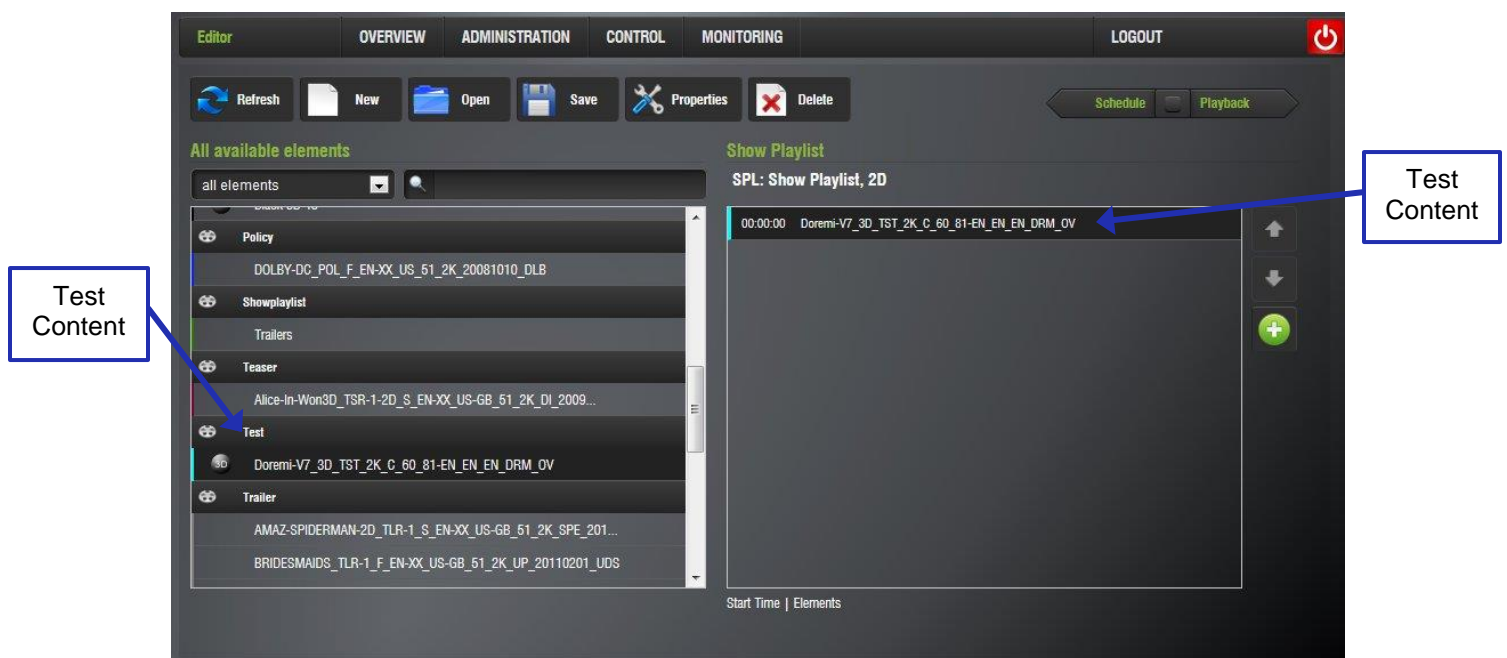 Editor OVERVIEW ADMINISTRATION CONTROL MONITORING LOGOUT
Refresh New Open Save Properties Delete
Schedule Playback
All available elements
all elements
Policy
DOLBY-DC_POL_F_EN-XX_US_51_2K_20081010_DLB
Showplaylist
Trailers
Teaser
Alice-In-Won3D_TSR-1-2D_S_EN-XX_US-GB_51_2K_DI_2009...
Test
3D Doremi-V7_3D_TST_2K_C_60_81-EN_EN_EN_DRM_OV
Trailer
AMAZ-SPIDERMAN-2D_TLR-1_S_EN-XX_US-GB_51_2K_SPE_201...
BRIDESMAIDS_TLR-1_F_EN-XX_US-GB_51_2K_UP_20110201_UDS
Show Playlist
SPL: Show Playlist, 2D
00:00:00 Doremi-V7_3D_TST_2K_C_60_81-EN_EN_EN_DRM_OV
Start Time | Elements
Test
Content
Test
Content